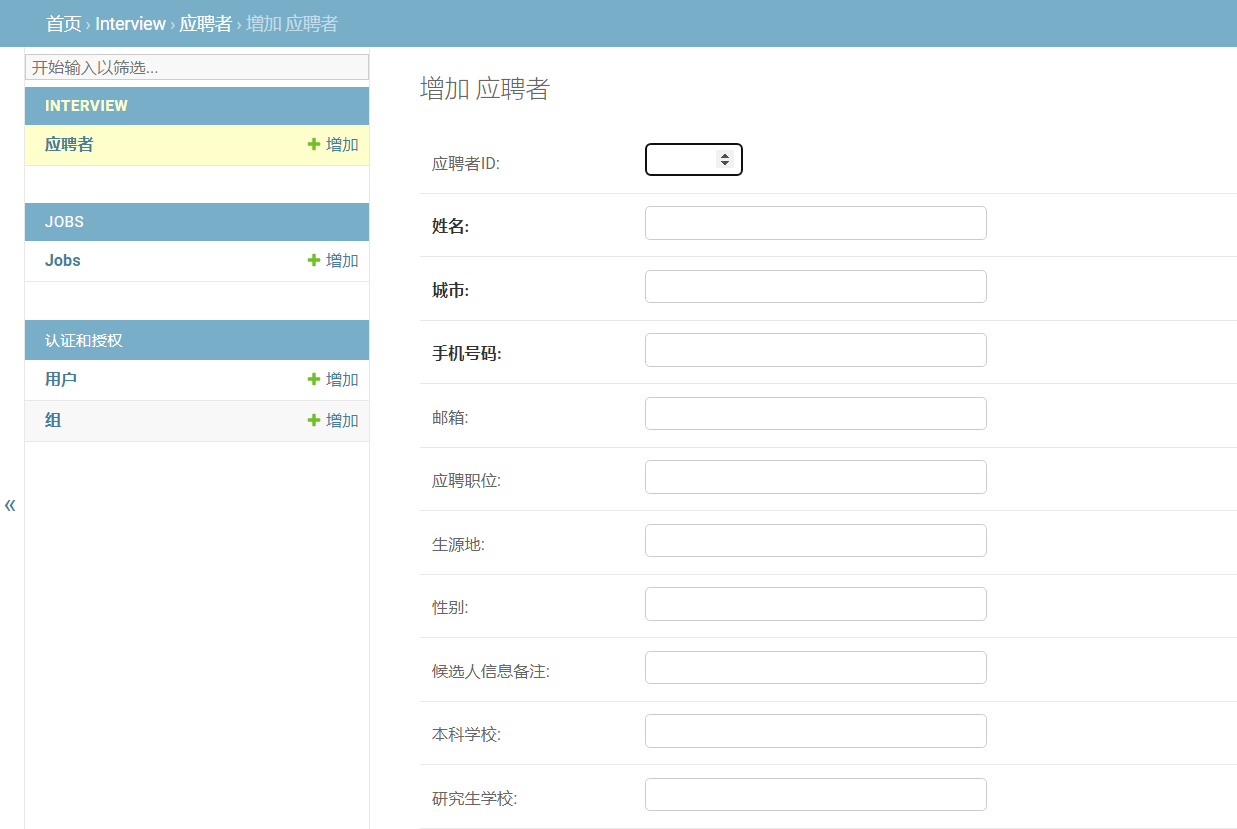 首页 › Interview › 应聘者 › 增加 应聘者
开始输入以筛选...
INTERVIEW
应聘者 增加
JOBS
Jobs 增加
认证和授权
用户 增加
组 增加
«
增加 应聘者
应聘者ID:
姓名:
城市:
手机号码:
邮箱:
应聘职位:
生源地:
性别:
候选人信息备注:
本科学校:
研究生学校: